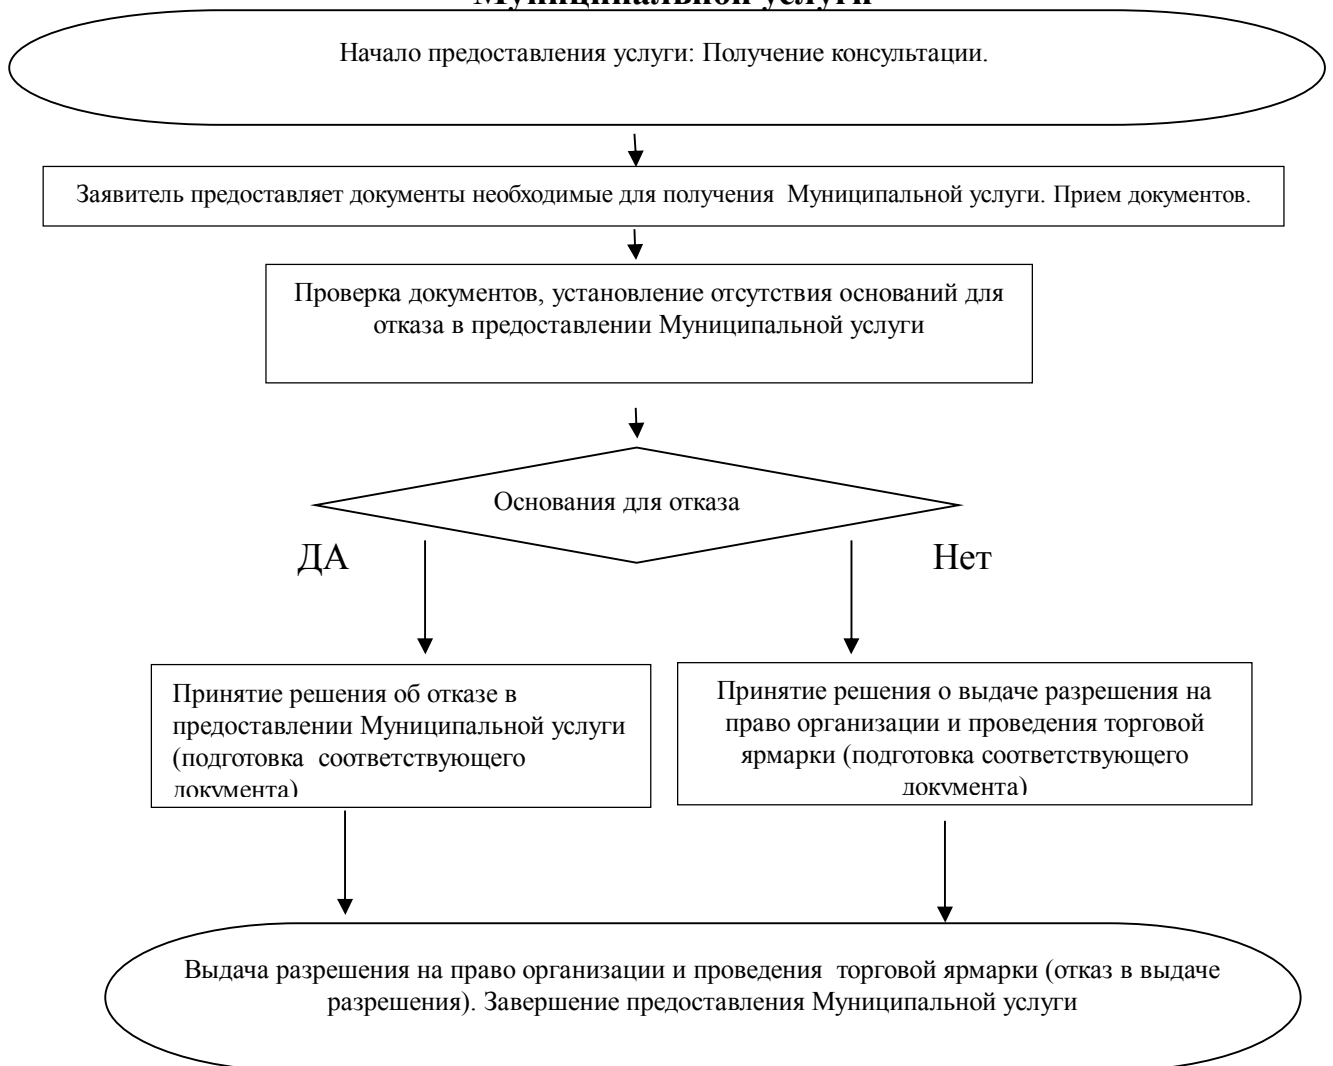 Муниципальной услуги
Начало предоставления услуги: Получение консультации.
Заявитель предоставляет документы необходимые для получения Муниципальной услуги. Прием документов.
Проверка документов, установление отсутствия оснований для
отказа в предоставлении Муниципальной услуги
Основания для отказа
ДА
Нет
Принятие решения об отказе в
предоставлении Муниципальной услуги
(подготовка соответствующего
документа)
Принятие решения о выдаче разрешения на
право организации и проведения торговой
ярмарки (подготовка соответствующего
документа)
Выдача разрешения на право организации и проведения торговой ярмарки (отказ в выдаче
разрешения). Завершение предоставления Муниципальной услуги